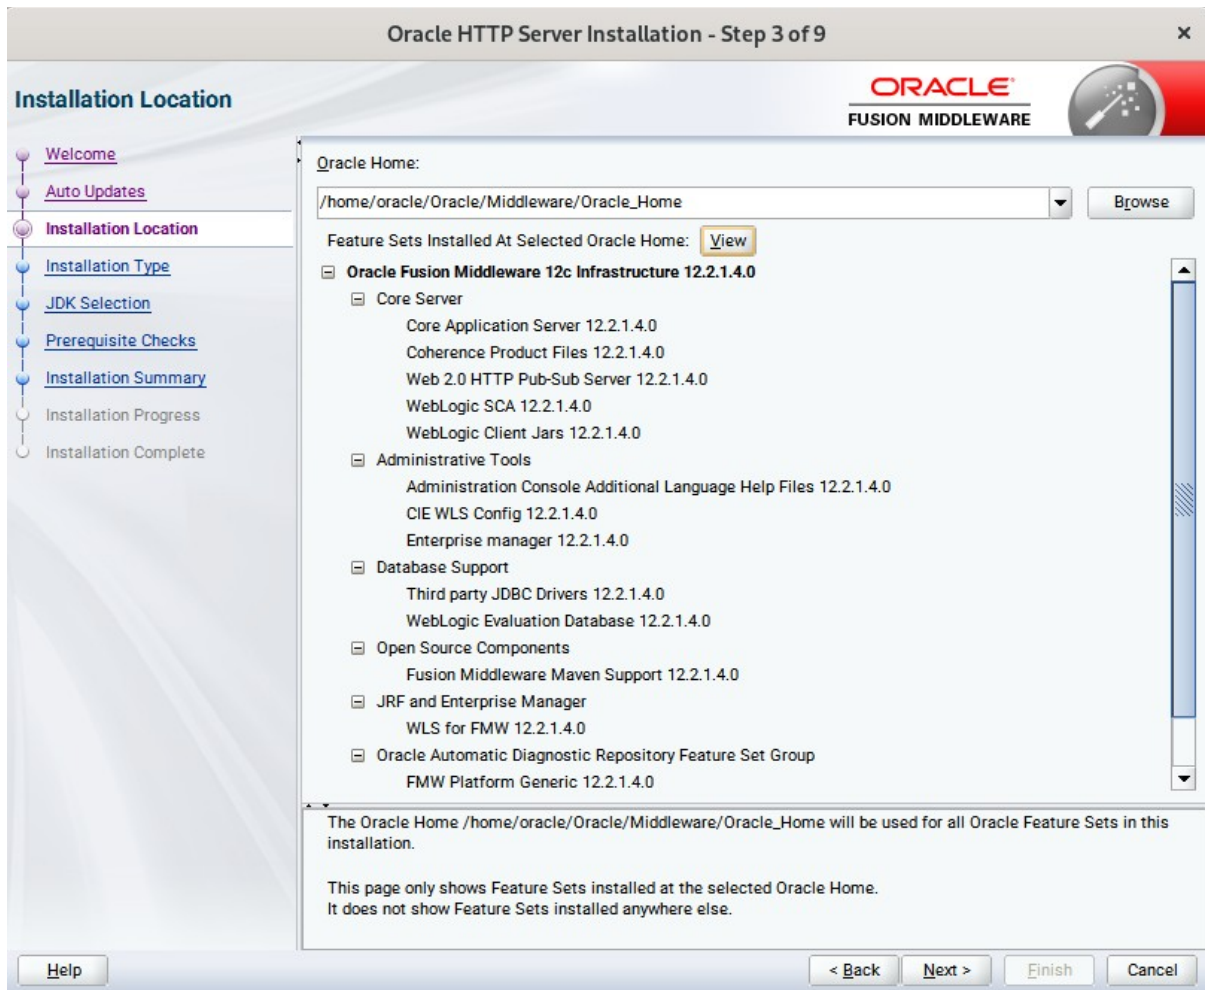 Oracle HTTP Server Installation - Step 3 of 9
×
Installation Location
ORACLE
FUSION MIDDLEWARE
Welcome
Auto Updates
Installation Location
Installation Type
JDK Selection
Prerequisite Checks
Installation Summary
Installation Progress
Installation Complete
Oracle Home:
/home/oracle/Oracle/Middleware/Oracle_Home
Browse
Feature Sets Installed At Selected Oracle Home: View
Oracle Fusion Middleware 12c Infrastructure 12.2.1.4.0
Core Server
Core Application Server 12.2.1.4.0
Coherence Product Files 12.2.1.4.0
Web 2.0 HTTP Pub-Sub Server 12.2.1.4.0
WebLogic SCA 12.2.1.4.0
WebLogic Client Jars 12.2.1.4.0
Administrative Tools
Administration Console Additional Language Help Files 12.2.1.4.0
CIE WLS Config 12.2.1.4.0
Enterprise manager 12.2.1.4.0
Database Support
Third party JDBC Drivers 12.2.1.4.0
WebLogic Evaluation Database 12.2.1.4.0
Open Source Components
Fusion Middleware Maven Support 12.2.1.4.0
JRF and Enterprise Manager
WLS for FMW 12.2.1.4.0
Oracle Automatic Diagnostic Repository Feature Set Group
FMW Platform Generic 12.2.1.4.0
The Oracle Home /home/oracle/Oracle/Middleware/Oracle_Home will be used for all Oracle Feature Sets in this
installation.
This page only shows Feature Sets installed at the selected Oracle Home.
It does not show Feature Sets installed anywhere else.
Help
< Back
Next >
Finish
Cancel